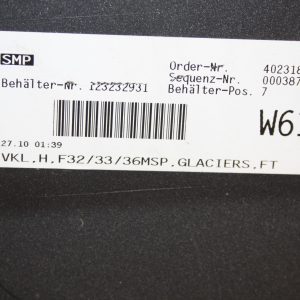 SMP
Order-Nr. 402318
Behälter-Nr. 123232931 Sequenz-Nr. 000387
Behälter-Pos. 7
W61
27.10 01:39
VKL,H,F32/33/36MSP,GLACIERS,FT